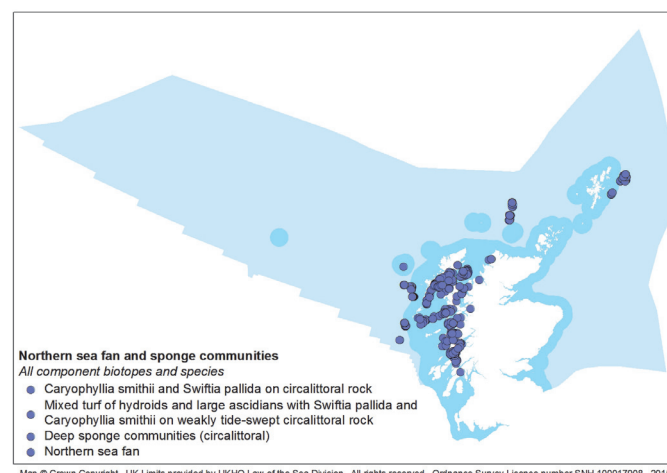 Northern sea fan and sponge communities
All component biotopes and species
Caryophyllia smithii and Swiftia pallida on circalittoral rock
Mixed turf of hydroids and large ascidians with Swiftia pallida and
Caryophyllia smithii on weakly tide-swept circalittoral rock
Deep sponge communities (circalittoral)
Northern sea fan
Map © Crown Copyright - UK Limits provided by UKHO Law of the Sea Division - All rights reserved - Ordnance Survey Licence number SNH 100017908